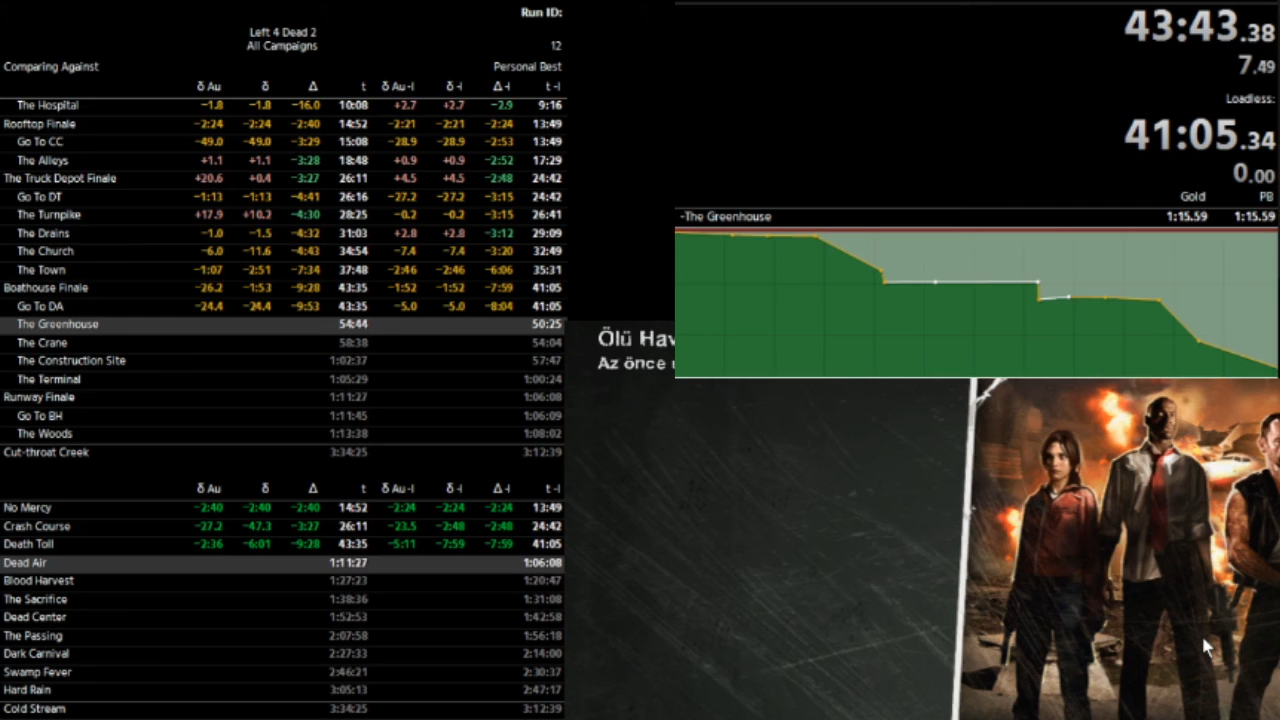 Run ID:
Left 4 Dead 2
All Campaigns
12
Comparing Against Personal Best
δ Au δ Δ t δ Au-l δ-l Δ-l t-l
The Hospital −1.8 −1.8 −16.0 10:08 +2.7 +2.7 −2.9 9:16
Rooftop Finale −2:24 −2:24 −2:40 14:52 −2:21 −2:21 −2:24 13:49
Go To CC −49.0 −49.0 −3:29 15:08 −28.9 −28.9 −2:53 13:49
The Alleys +1.1 +1.1 −3:28 18:48 +0.9 +0.9 −2:52 17:29
The Truck Depot Finale +20.6 +0.4 −3:27 26:11 +4.5 +4.5 −2:48 24:42
Go To DT −1:13 −1:13 −4:41 26:16 −27.2 −27.2 −3:15 24:42
The Turnpike +17.9 +10.2 −4:30 28:25 −0.2 −0.2 −3:15 26:41
The Drains −1.0 −1.5 −4:32 31:03 +2.8 +2.8 −3:12 29:09
The Church −6.0 −11.6 −4:43 34:54 −7.4 −7.4 −3:20 32:49
The Town −1:07 −2:51 −7:34 37:48 −2:46 −2:46 −6:06 35:31
Boathouse Finale −26.2 −1:53 −9:28 43:35 −1:52 −1:52 −7:59 41:05
Go To DA −24.4 −24.4 −9:53 43:35 −5.0 −5.0 −8:04 41:05
The Greenhouse 54:44 50:25
The Crane 58:38 54:04
The Construction Site 1:02:37 57:47
The Terminal 1:05:29 1:00:24
Runway Finale 1:11:27 1:06:08
Go To BH 1:11:45 1:06:09
The Woods 1:13:38 1:08:02
Cut-throat Creek 3:34:25 3:12:39
δ Au δ Δ t δ Au-l δ-l Δ-l t-l
No Mercy −2:40 −2:40 −2:40 14:52 −2:24 −2:24 −2:24 13:49
Crash Course −27.2 −47.3 −3:27 26:11 −23.5 −2:48 −2:48 24:42
Death Toll −2:36 −6:01 −9:28 43:35 −5:11 −7:59 −7:59 41:05
Dead Air 1:11:27 1:06:08
Blood Harvest 1:27:23 1:20:47
The Sacrifice 1:38:36 1:31:08
Dead Center 1:52:53 1:42:58
The Passing 2:07:58 1:56:18
Dark Carnival 2:27:33 2:14:00
Swamp Fever 2:46:21 2:30:37
Hard Rain 3:05:13 2:47:17
Cold Stream 3:34:25 3:12:39
43:43.38
7.49
Loadless:
41:05.34
0.00
Gold PB
-The Greenhouse 1:15.59 1:15.59
Ölü Hav
Az önce